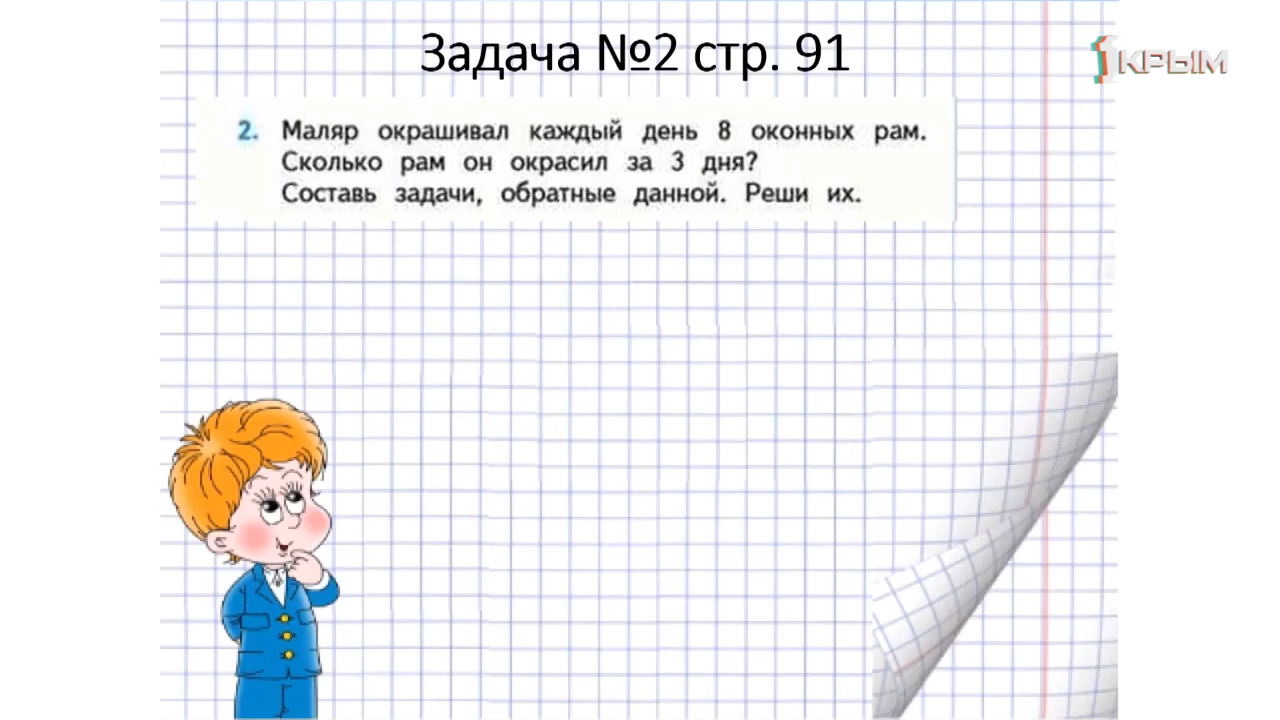 Задача №2 стр. 91
1 КРЫМ
2. Маляр окрашивал каждый день 8 оконных рам.
Сколько рам он окрасил за 3 дня?
Составь задачи, обратные данной. Реши их.